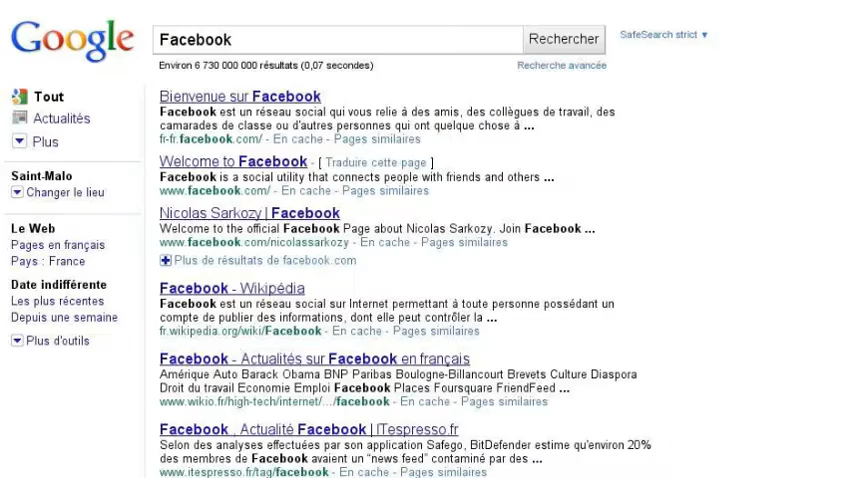 Google
Facebook
Rechercher
SafeSearch strict ▼
Environ 6 730 000 000 résultats (0,07 secondes)
Recherche avancée
Tout
Actualités
Plus
Saint-Malo
Changer le lieu
Le Web
Pages en français
Pays : France
Date indifférente
Les plus récentes
Depuis une semaine
Plus d'outils
Bienvenue sur Facebook
Facebook est un réseau social qui vous relie à des amis, des collègues de travail, des
camarades de classe ou d'autres personnes qui ont quelque chose à ...
fr-fr.facebook.com/ - En cache - Pages similaires
Welcome to Facebook - [ Traduire cette page ]
Facebook is a social utility that connects people with friends and others ...
www.facebook.com/ - En cache - Pages similaires
Nicolas Sarkozy | Facebook
Welcome to the official Facebook Page about Nicolas Sarkozy. Join Facebook ...
www.facebook.com/nicolassarkozy - En cache - Pages similaires
Plus de résultats de facebook.com
Facebook - Wikipédia
Facebook est un réseau social sur Internet permettant à toute personne possédant un
compte de publier des informations, dont elle peut contrôler la ...
fr.wikipedia.org/wiki/Facebook - En cache - Pages similaires
Facebook - Actualités sur Facebook en français
Amérique Auto Barack Obama BNP Paribas Boulogne-Billancourt Brevets Culture Diaspora
Droit du travail Economie Emploi Facebook Places Foursquare FriendFeed ...
www.wikio.fr/high-tech/internet/.../facebook - En cache - Pages similaires
Facebook , Actualité Facebook | ITespresso.fr
Selon des analyses effectuées par son application Safego, BitDefender estime qu'environ 20%
des membres de Facebook avaient un "news feed" contaminé par des ...
www.itespresso.fr/tag/facebook - En cache - Pages similaires